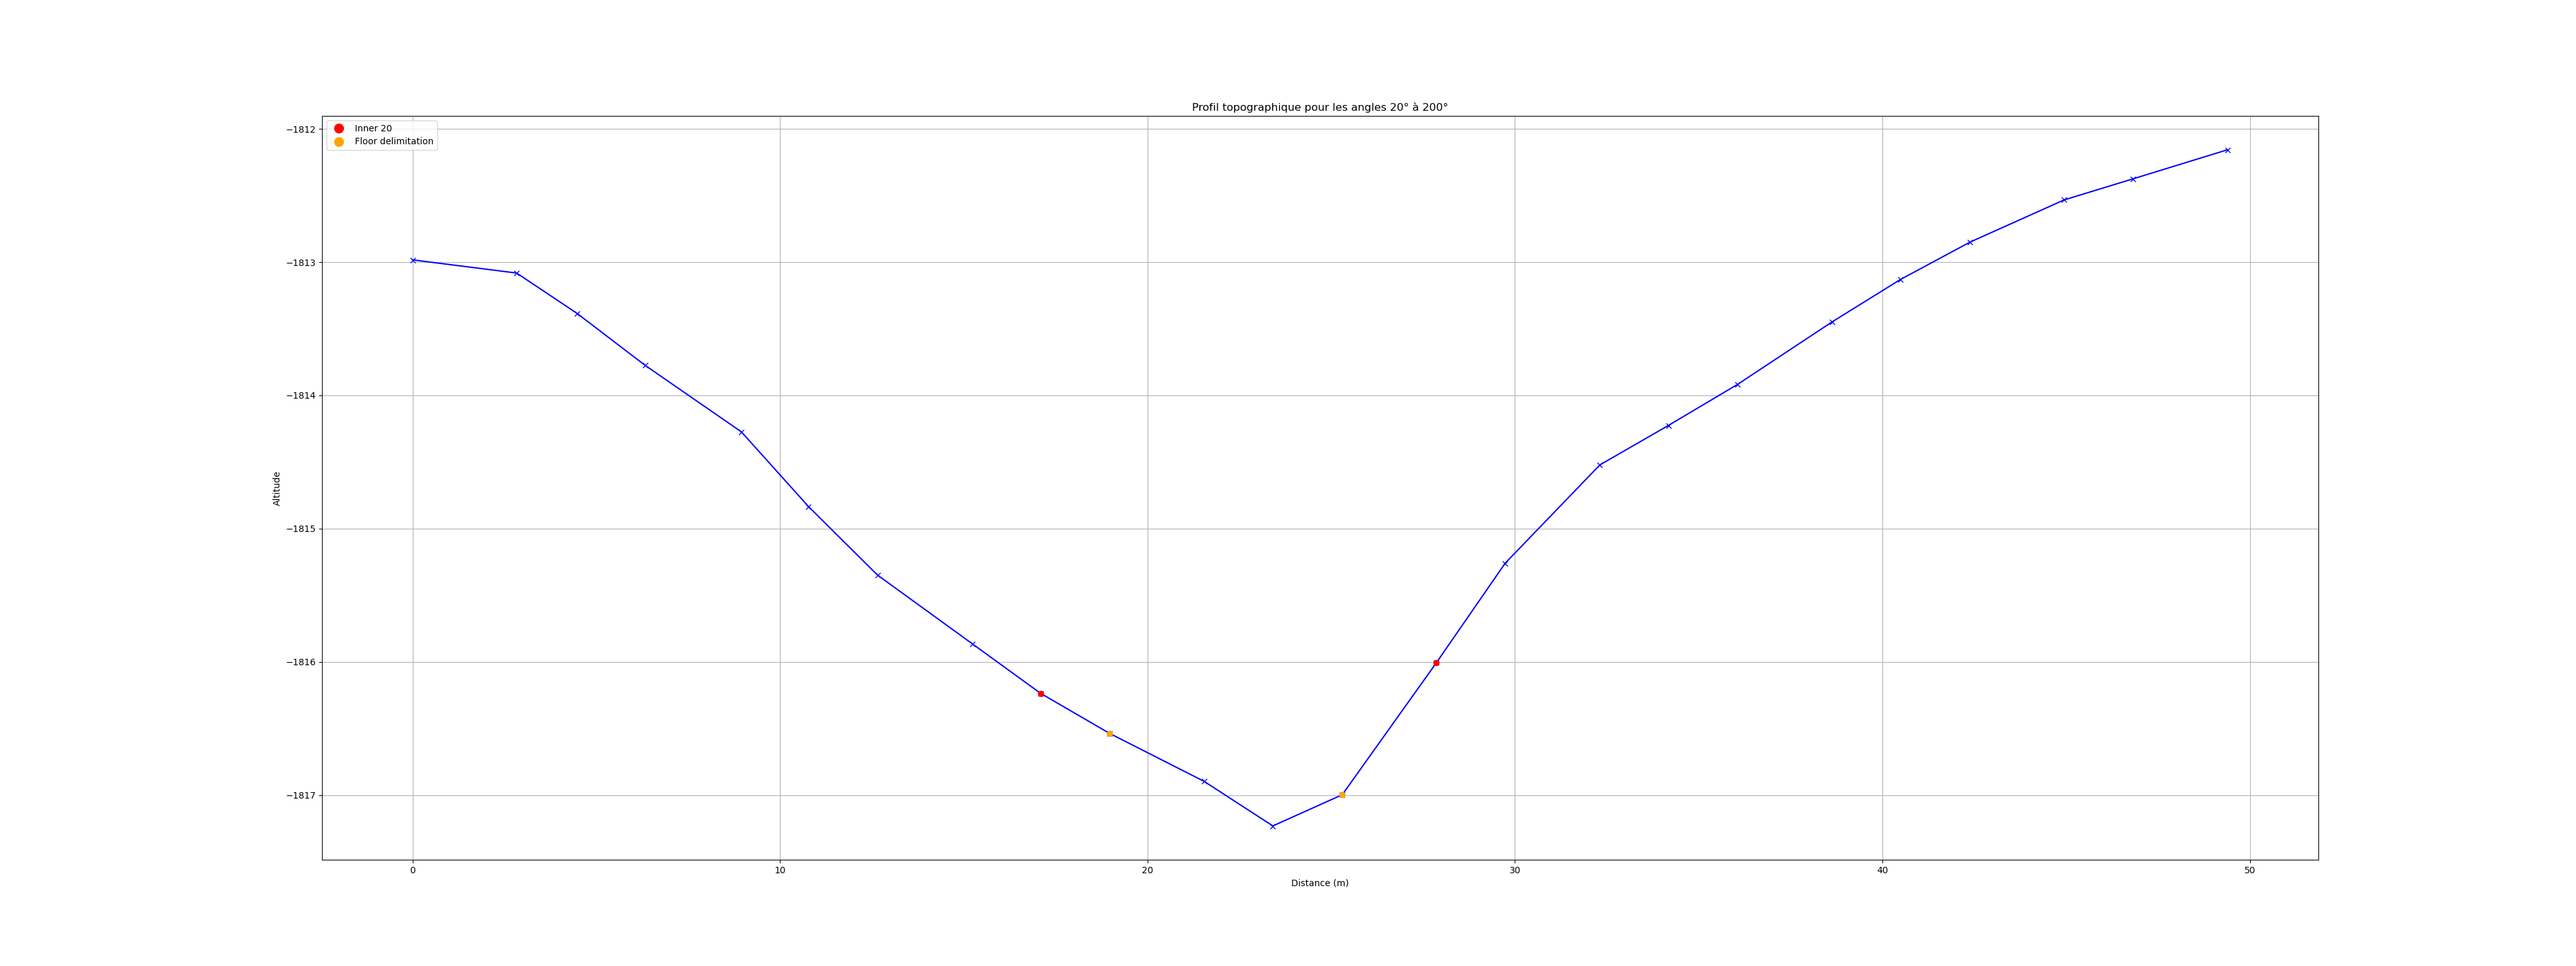 Profil topographique pour les angles 20° à 200°
Inner 20
Floor delimitation
−1812
−1813
−1814
−1815
−1816
−1817
Altitude
0 10 20 30 40 50
Distance (m)